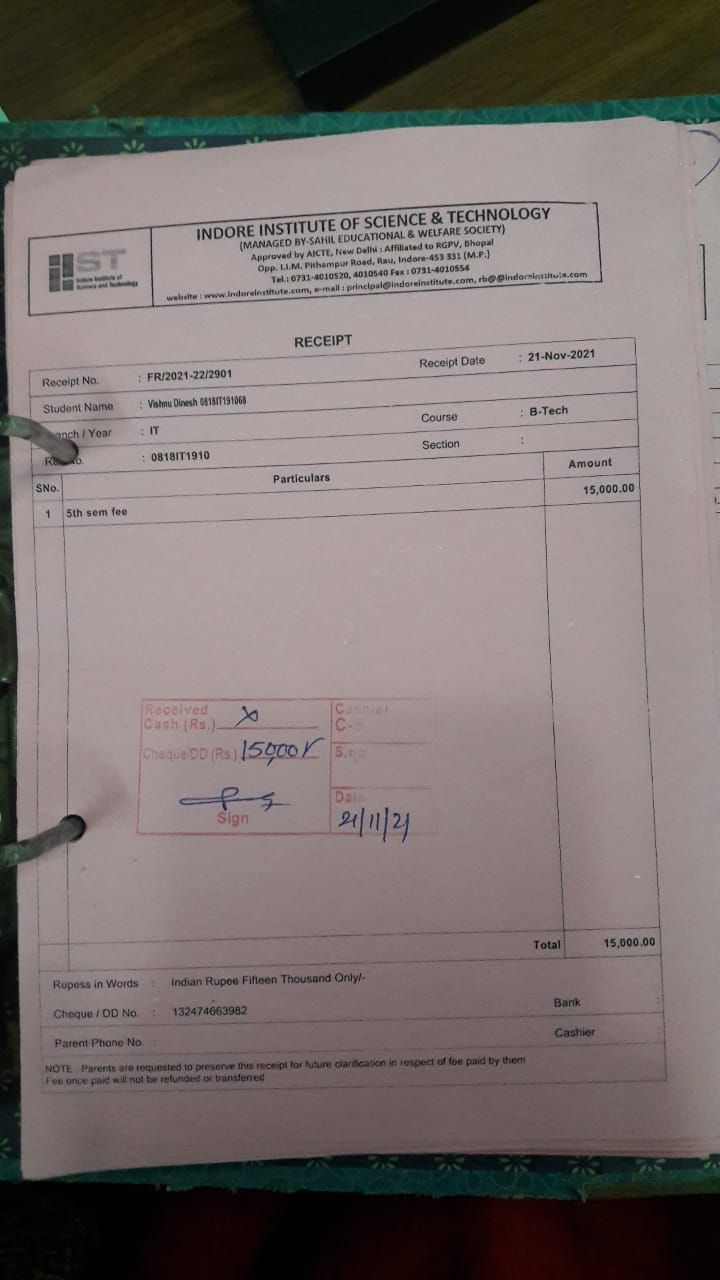 IIST
Indore Institute of
Science and Technology
INDORE INSTITUTE OF SCIENCE & TECHNOLOGY
(MANAGED BY-SAHIL EDUCATIONAL & WELFARE SOCIETY)
Approved by AICTE, New Delhi : Affiliated to RGPV, Bhopal
Opp. I.I.M. Pithampur Road, Rau, Indore-453 331 (M.P.)
Tel.: 0731-4010520, 4010540 Fax : 0731-4010554
website : www.indoreinstitute.com, e-mail : principal@indoreinstitute.com, rb@@indoreinstitute.com
RECEIPT
Receipt No. : FR/2021-22/2901 Receipt Date : 21-Nov-2021
Student Name : Vishnu Dinesh 0818IT191068
anch / Year : IT Course : B-Tech
No. : 0818IT1910 Section :
SNo. Particulars Amount
1 5th sem fee 15,000.00
Received
Cash (Rs.) x Cashier
Cheque/DD (Rs.) 15000 S.no
Sign
Date
21/11/21
Total 15,000.00
Rupess in Words : Indian Rupee Fifteen Thousand Only/-
Cheque / DD No. : 132474663982 Bank :
Parent Phone No. : Cashier :
NOTE : Parents are requested to preserve this receipt for future clarification in respect of fee paid by them
Fee once paid will not be refunded or transferred